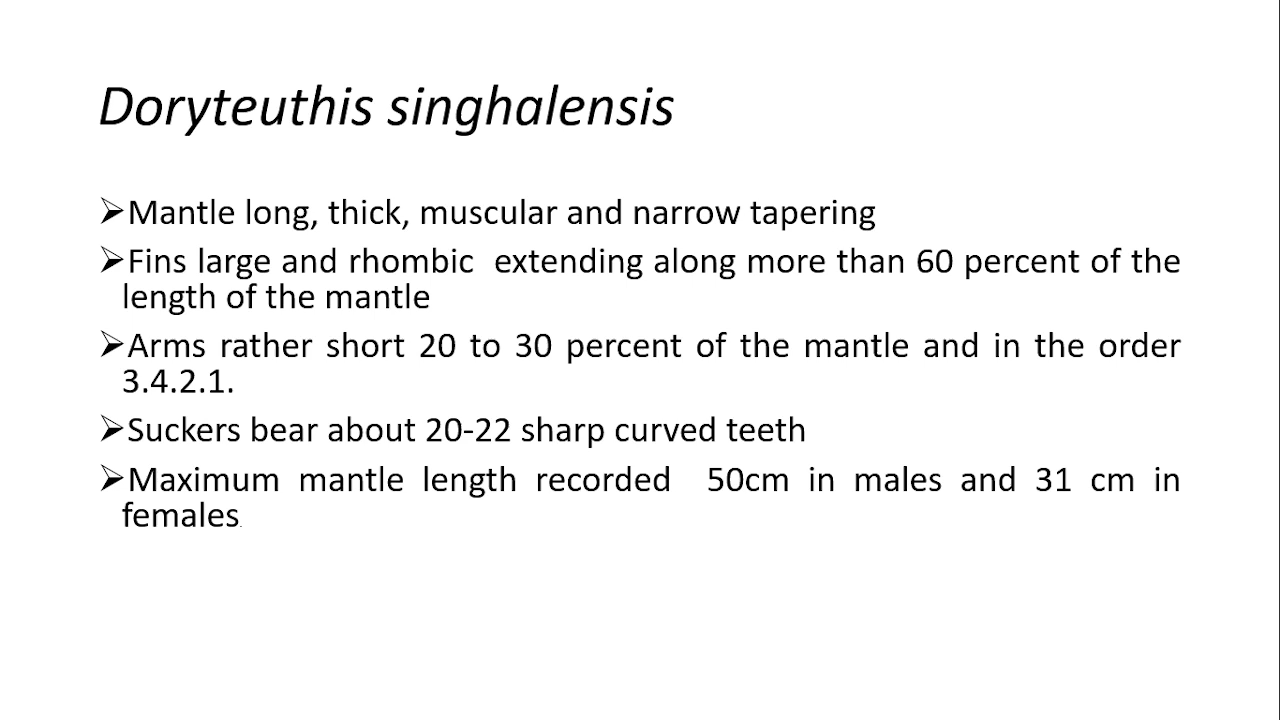 Doryteuthis singhalensis
➢Mantle long, thick, muscular and narrow tapering
➢Fins large and rhombic  extending along more than 60 percent of the
length of the mantle
➢Arms rather short 20 to 30 percent of the mantle and in the order
3.4.2.1.
➢Suckers bear about 20-22 sharp curved teeth
➢Maximum mantle length recorded  50cm in males and 31 cm in
females.